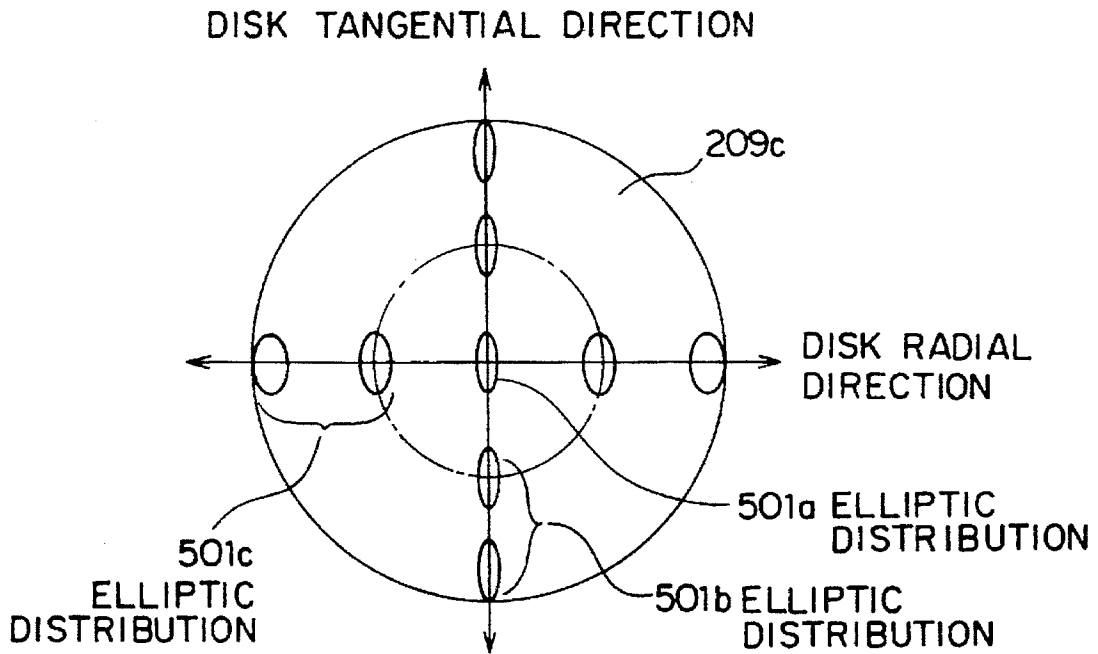 DISK TANGENTIAL DIRECTION
209c
DISK RADIAL
DIRECTION
501a ELLIPTIC
DISTRIBUTION
501c
ELLIPTIC
DISTRIBUTION
501b ELLIPTIC
DISTRIBUTION